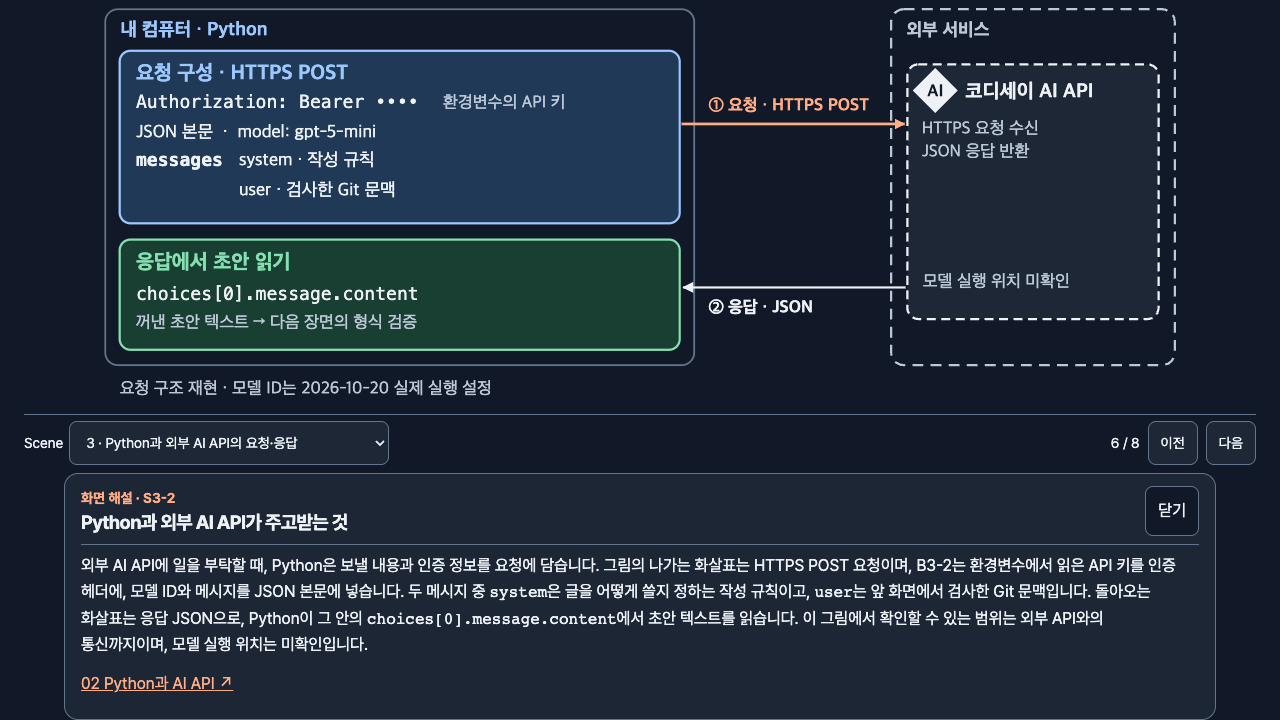 내 컴퓨터 · Python
요청 구성 · HTTPS POST
Authorization: Bearer •••• 환경변수의 API 키
JSON 본문 · model: gpt-5-mini
messages system · 작성 규칙
user · 검사한 Git 문맥
응답에서 초안 읽기
choices[0].message.content
꺼낸 초안 텍스트 → 다음 장면의 형식 검증
① 요청 · HTTPS POST
② 응답 · JSON
외부 서비스
AI 코디세이 AI API
HTTPS 요청 수신
JSON 응답 반환
모델 실행 위치 미확인
요청 구조 재현 · 모델 ID는 2026-10-20 실제 실행 설정
Scene 3 · Python과 외부 AI API의 요청·응답 6 / 8 이전 다음
화면 해설 · S3-2
Python과 외부 AI API가 주고받는 것
닫기
외부 AI API에 일을 부탁할 때, Python은 보낼 내용과 인증 정보를 요청에 담습니다. 그림의 나가는 화살표는 HTTPS POST 요청이며, B3-2는 환경변수에서 읽은 API 키를 인증
헤더에, 모델 ID와 메시지를 JSON 본문에 넣습니다. 두 메시지 중 system은 글을 어떻게 쓸지 정하는 작성 규칙이고, user는 앞 화면에서 검사한 Git 문맥입니다. 돌아오는
화살표는 응답 JSON으로, Python이 그 안의 choices[0].message.content에서 초안 텍스트를 읽습니다. 이 그림에서 확인할 수 있는 범위는 외부 API와의
통신까지이며, 모델 실행 위치는 미확인입니다.
02 Python과 AI API ↗